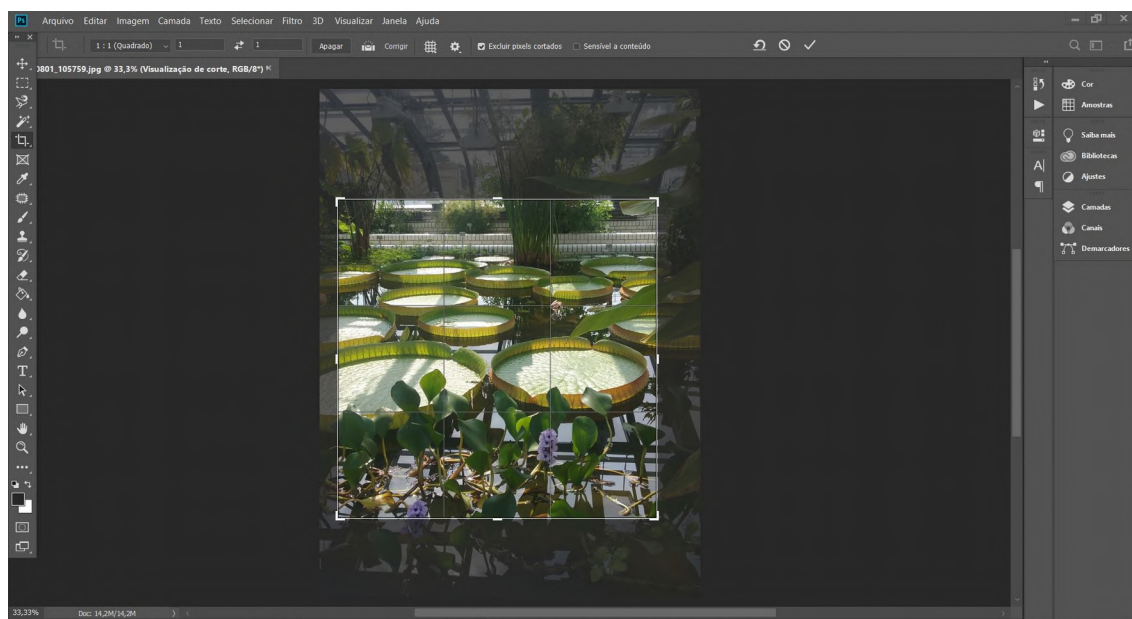 Ps Arquivo Editar Imagem Camada Texto Selecionar Filtro 3D Visualizar Janela Ajuda
1 : 1 (Quadrado) 1 1 Apagar Corrigir Excluir pixels cortados Sensível a conteúdo
0801_105759.jpg @ 33,3% (Visualização de corte, RGB/8*)
Cor
Amostras
Saiba mais
Bibliotecas
Ajustes
Camadas
Canais
Demarcadores
33,33% Doc: 14,2M/14,2M